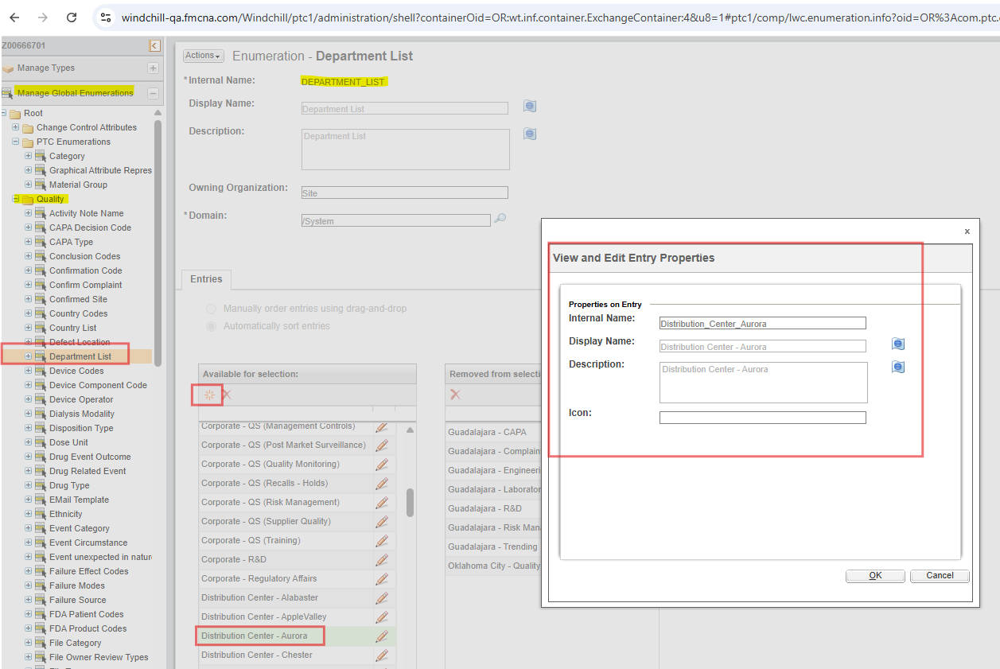 windchill-qa.fmcna.com/Windchill/ptc1/administration/shell?containerOid=OR:wt.inf.container.ExchangeContainer:4&u8=1#ptc1/comp/lwc.enumeration.info?oid=OR%3Acom.ptc.
Z00666701
Manage Types
Manage Global Enumerations
Root
Change Control Attributes
PTC Enumerations
Category
Graphical Attribute Repres
Material Group
Quality
Activity Note Name
CAPA Decision Code
CAPA Type
Conclusion Codes
Confirmation Code
Confirm Complaint
Confirmed Site
Country Codes
Country List
Defect Location
Department List
Device Codes
Device Component Code
Device Operator
Dialysis Modality
Disposition Type
Dose Unit
Drug Event Outcome
Drug Related Event
Drug Type
EMail Template
Ethnicity
Event Category
Event Circumstance
Event unexpected in nature
Failure Effect Codes
Failure Modes
Failure Source
FDA Patient Codes
FDA Product Codes
File Category
File Owner Review Types
Actions
Enumeration - Department List
* Internal Name:
DEPARTMENT_LIST
Display Name:
Department List
Description:
Department List
Owning Organization:
Site
* Domain:
/System
Entries
Manually order entries using drag-and-drop
Automatically sort entries
Available for selection:
Corporate - QS (Management Controls)
Corporate - QS (Post Market Surveillance)
Corporate - QS (Quality Monitoring)
Corporate - QS (Recalls - Holds)
Corporate - QS (Risk Management)
Corporate - QS (Supplier Quality)
Corporate - QS (Training)
Corporate - R&D
Corporate - Regulatory Affairs
Distribution Center - Alabaster
Distribution Center - AppleValley
Distribution Center - Aurora
Distribution Center - Chester
Removed from selecti
Guadalajara - CAPA
Guadalajara - Complain
Guadalajara - Engineeri
Guadalajara - Laborator
Guadalajara - R&D
Guadalajara - Risk Mana
Guadalajara - Trending
Oklahoma City - Quality
x
View and Edit Entry Properties
Properties on Entry
Internal Name:
Distribution_Center_Aurora
Display Name:
Distribution Center - Aurora
Description:
Distribution Center - Aurora
Icon:
OK
Cancel